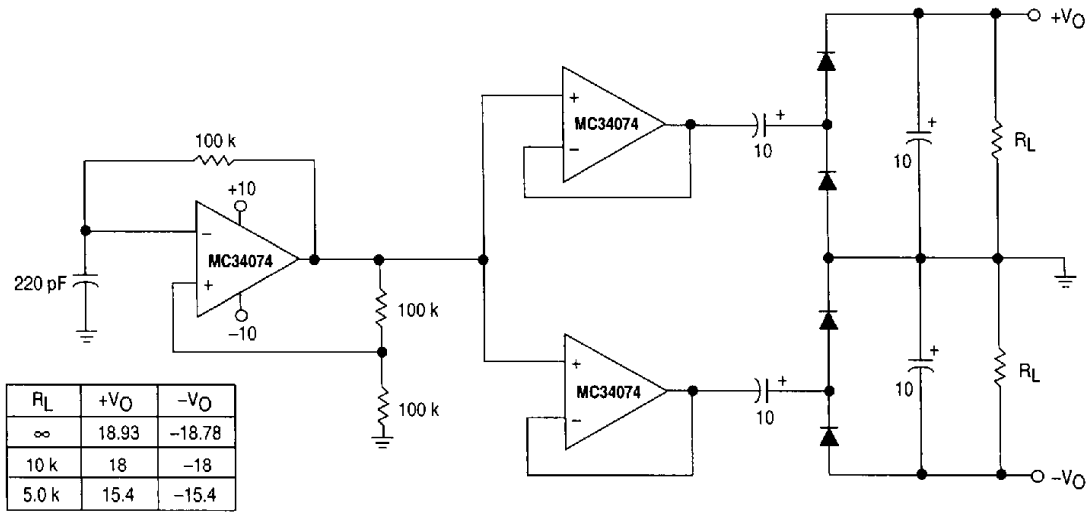 +VO
MC34074
+
−
+
10
+
10
RL
100 k
+10
−
MC34074
+
−10
220 pF
100 k
100 k
+
MC34074
−
+
10
+
10
RL
−VO
RL +VO −VO
∞ 18.93 −18.78
10 k 18 −18
5.0 k 15.4 −15.4